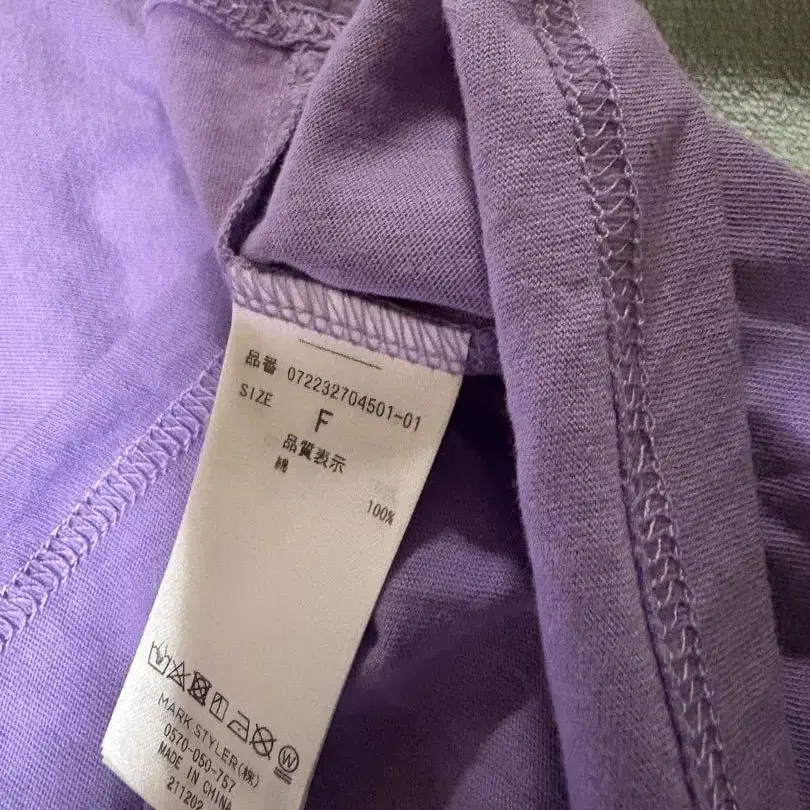 品番 072232704501-01
SIZE F
品質表示
綿 100%
MARK STYLER(株)
0570-050-757
MADE IN CHINA
211202